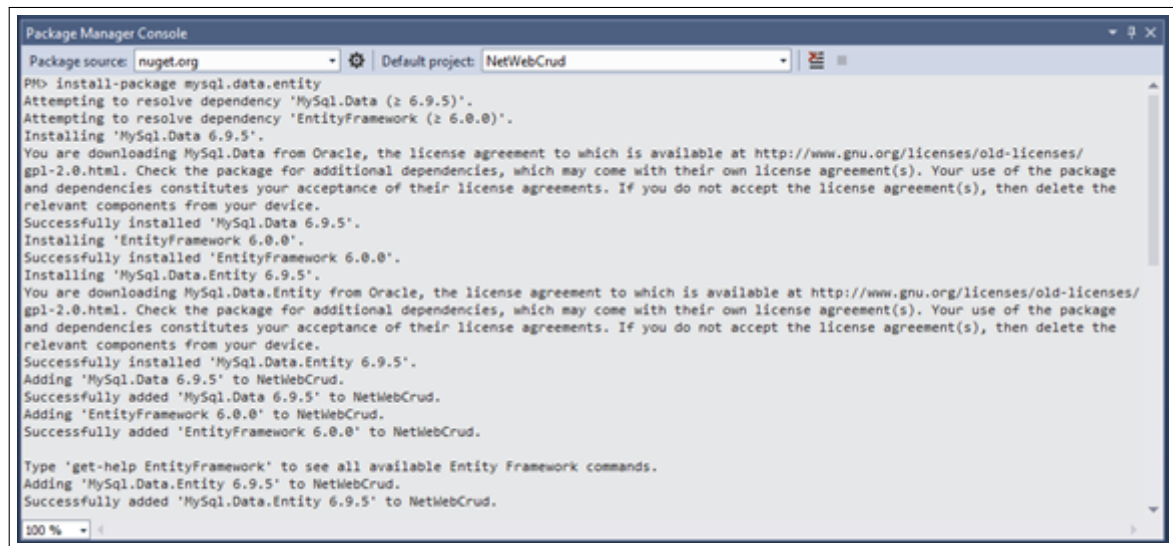 Package Manager Console
Package source: nuget.org Default project: NetWebCrud
PM> install-package mysql.data.entity
Attempting to resolve dependency 'MySql.Data (≥ 6.9.5)'.
Attempting to resolve dependency 'EntityFramework (≥ 6.0.0)'.
Installing 'MySql.Data 6.9.5'.
You are downloading MySql.Data from Oracle, the license agreement to which is available at http://www.gnu.org/licenses/old-licenses/
gpl-2.0.html. Check the package for additional dependencies, which may come with their own license agreement(s). Your use of the package
and dependencies constitutes your acceptance of their license agreements. If you do not accept the license agreement(s), then delete the
relevant components from your device.
Successfully installed 'MySql.Data 6.9.5'.
Installing 'EntityFramework 6.0.0'.
Successfully installed 'EntityFramework 6.0.0'.
Installing 'MySql.Data.Entity 6.9.5'.
You are downloading MySql.Data.Entity from Oracle, the license agreement to which is available at http://www.gnu.org/licenses/old-licenses/
gpl-2.0.html. Check the package for additional dependencies, which may come with their own license agreement(s). Your use of the package
and dependencies constitutes your acceptance of their license agreements. If you do not accept the license agreement(s), then delete the
relevant components from your device.
Successfully installed 'MySql.Data.Entity 6.9.5'.
Adding 'MySql.Data 6.9.5' to NetWebCrud.
Successfully added 'MySql.Data 6.9.5' to NetWebCrud.
Adding 'EntityFramework 6.0.0' to NetWebCrud.
Successfully added 'EntityFramework 6.0.0' to NetWebCrud.
Type 'get-help EntityFramework' to see all available Entity Framework commands.
Adding 'MySql.Data.Entity 6.9.5' to NetWebCrud.
Successfully added 'MySql.Data.Entity 6.9.5' to NetWebCrud.
100 %